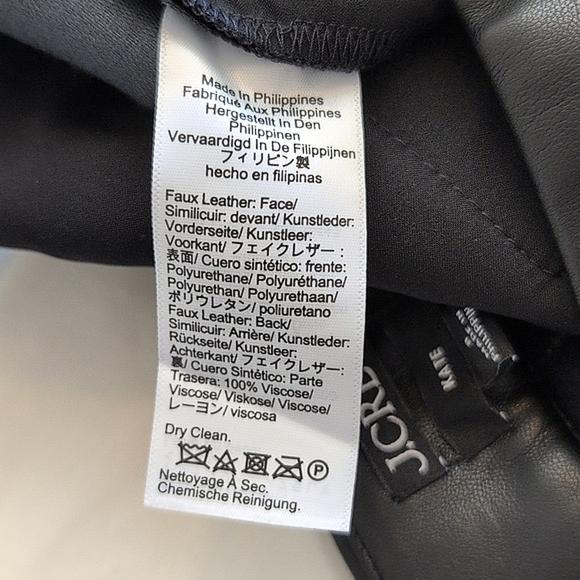 Made In Philippines
Fabriqué Aux Philippines
Hergestellt In Den
Philippinen
Vervaardigd In De Filippijnen
フィリピン製
hecho en filipinas
Faux Leather: Face/
Similicuir: devant/ Kunstleder:
Vorderseite/ Kunstleer:
Voorkant/ フェイクレザー :
表面/ Cuero sintético: frente:
Polyurethane/ Polyuréthane/
Polyurethan/ Polyurethaan/
ポリウレタン/ poliuretano
Faux Leather: Back/
Similicuir: Arrière/ Kunstleder:
Rückseite/ Kunstleer:
Achterkant/ フェイクレザー :
裏/ Cuero Sintético: Parte
Trasera: 100% Viscose/
Viscose/ Viskose/ Viscose/
レーヨン/ viscosa
Dry Clean.
P
Nettoyage À Sec.
Chemische Reinigung.
KATE
J.CRE